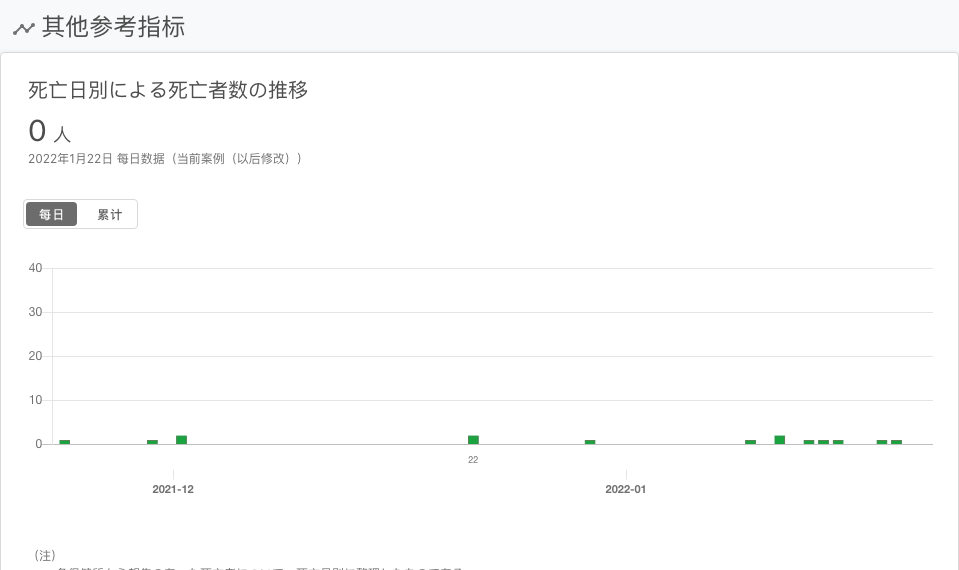 其他参考指标
死亡日別による死亡者数の推移
0 人
2022年1月22日 每日数据（当前案例（以后修改））
每日 累计
40
30
20
10
0
22
2021-12 2022-01
（注）